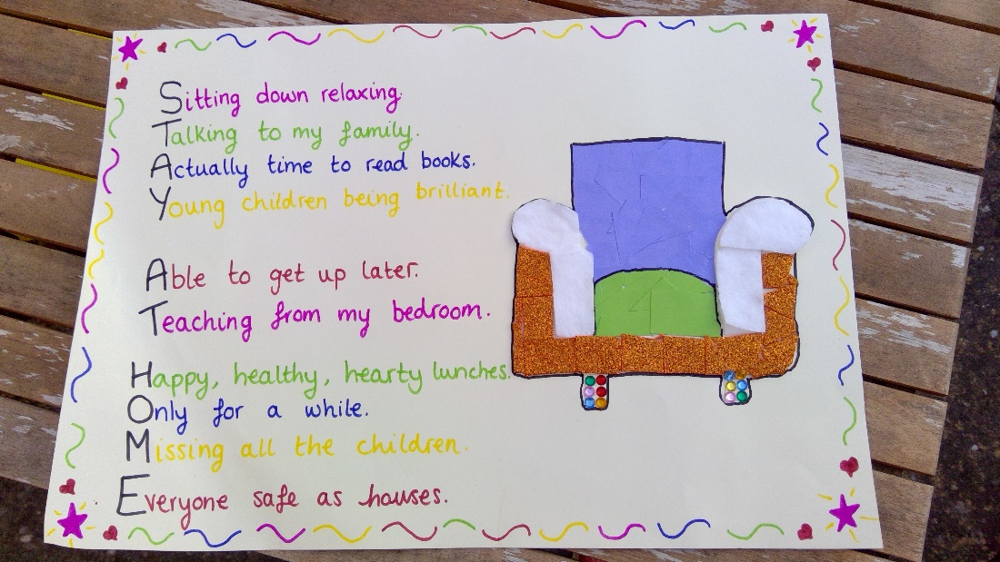 Sitting down relaxing.
Talking to my family.
Actually time to read books.
Young children being brilliant.
Able to get up later.
Teaching from my bedroom.
Happy, healthy, hearty lunches.
Only for a while.
Missing all the children.
Everyone safe as houses.